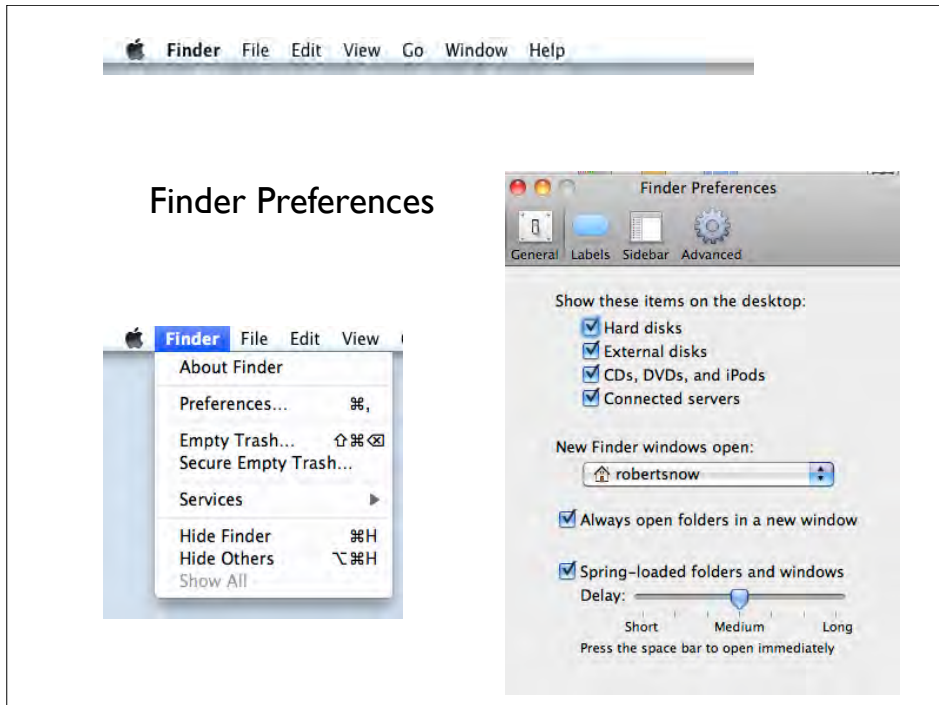 Finder File Edit View Go Window Help
Finder Preferences
Finder File Edit View
About Finder
Preferences... ⌘,
Empty Trash... ⇧⌘⌫
Secure Empty Trash...
Services ▶
Hide Finder ⌘H
Hide Others ⌥⌘H
Show All
Finder Preferences
General Labels Sidebar Advanced
Show these items on the desktop:
Hard disks
External disks
CDs, DVDs, and iPods
Connected servers
New Finder windows open:
robertsnow
Always open folders in a new window
Spring-loaded folders and windows
Delay:
Short Medium Long
Press the space bar to open immediately